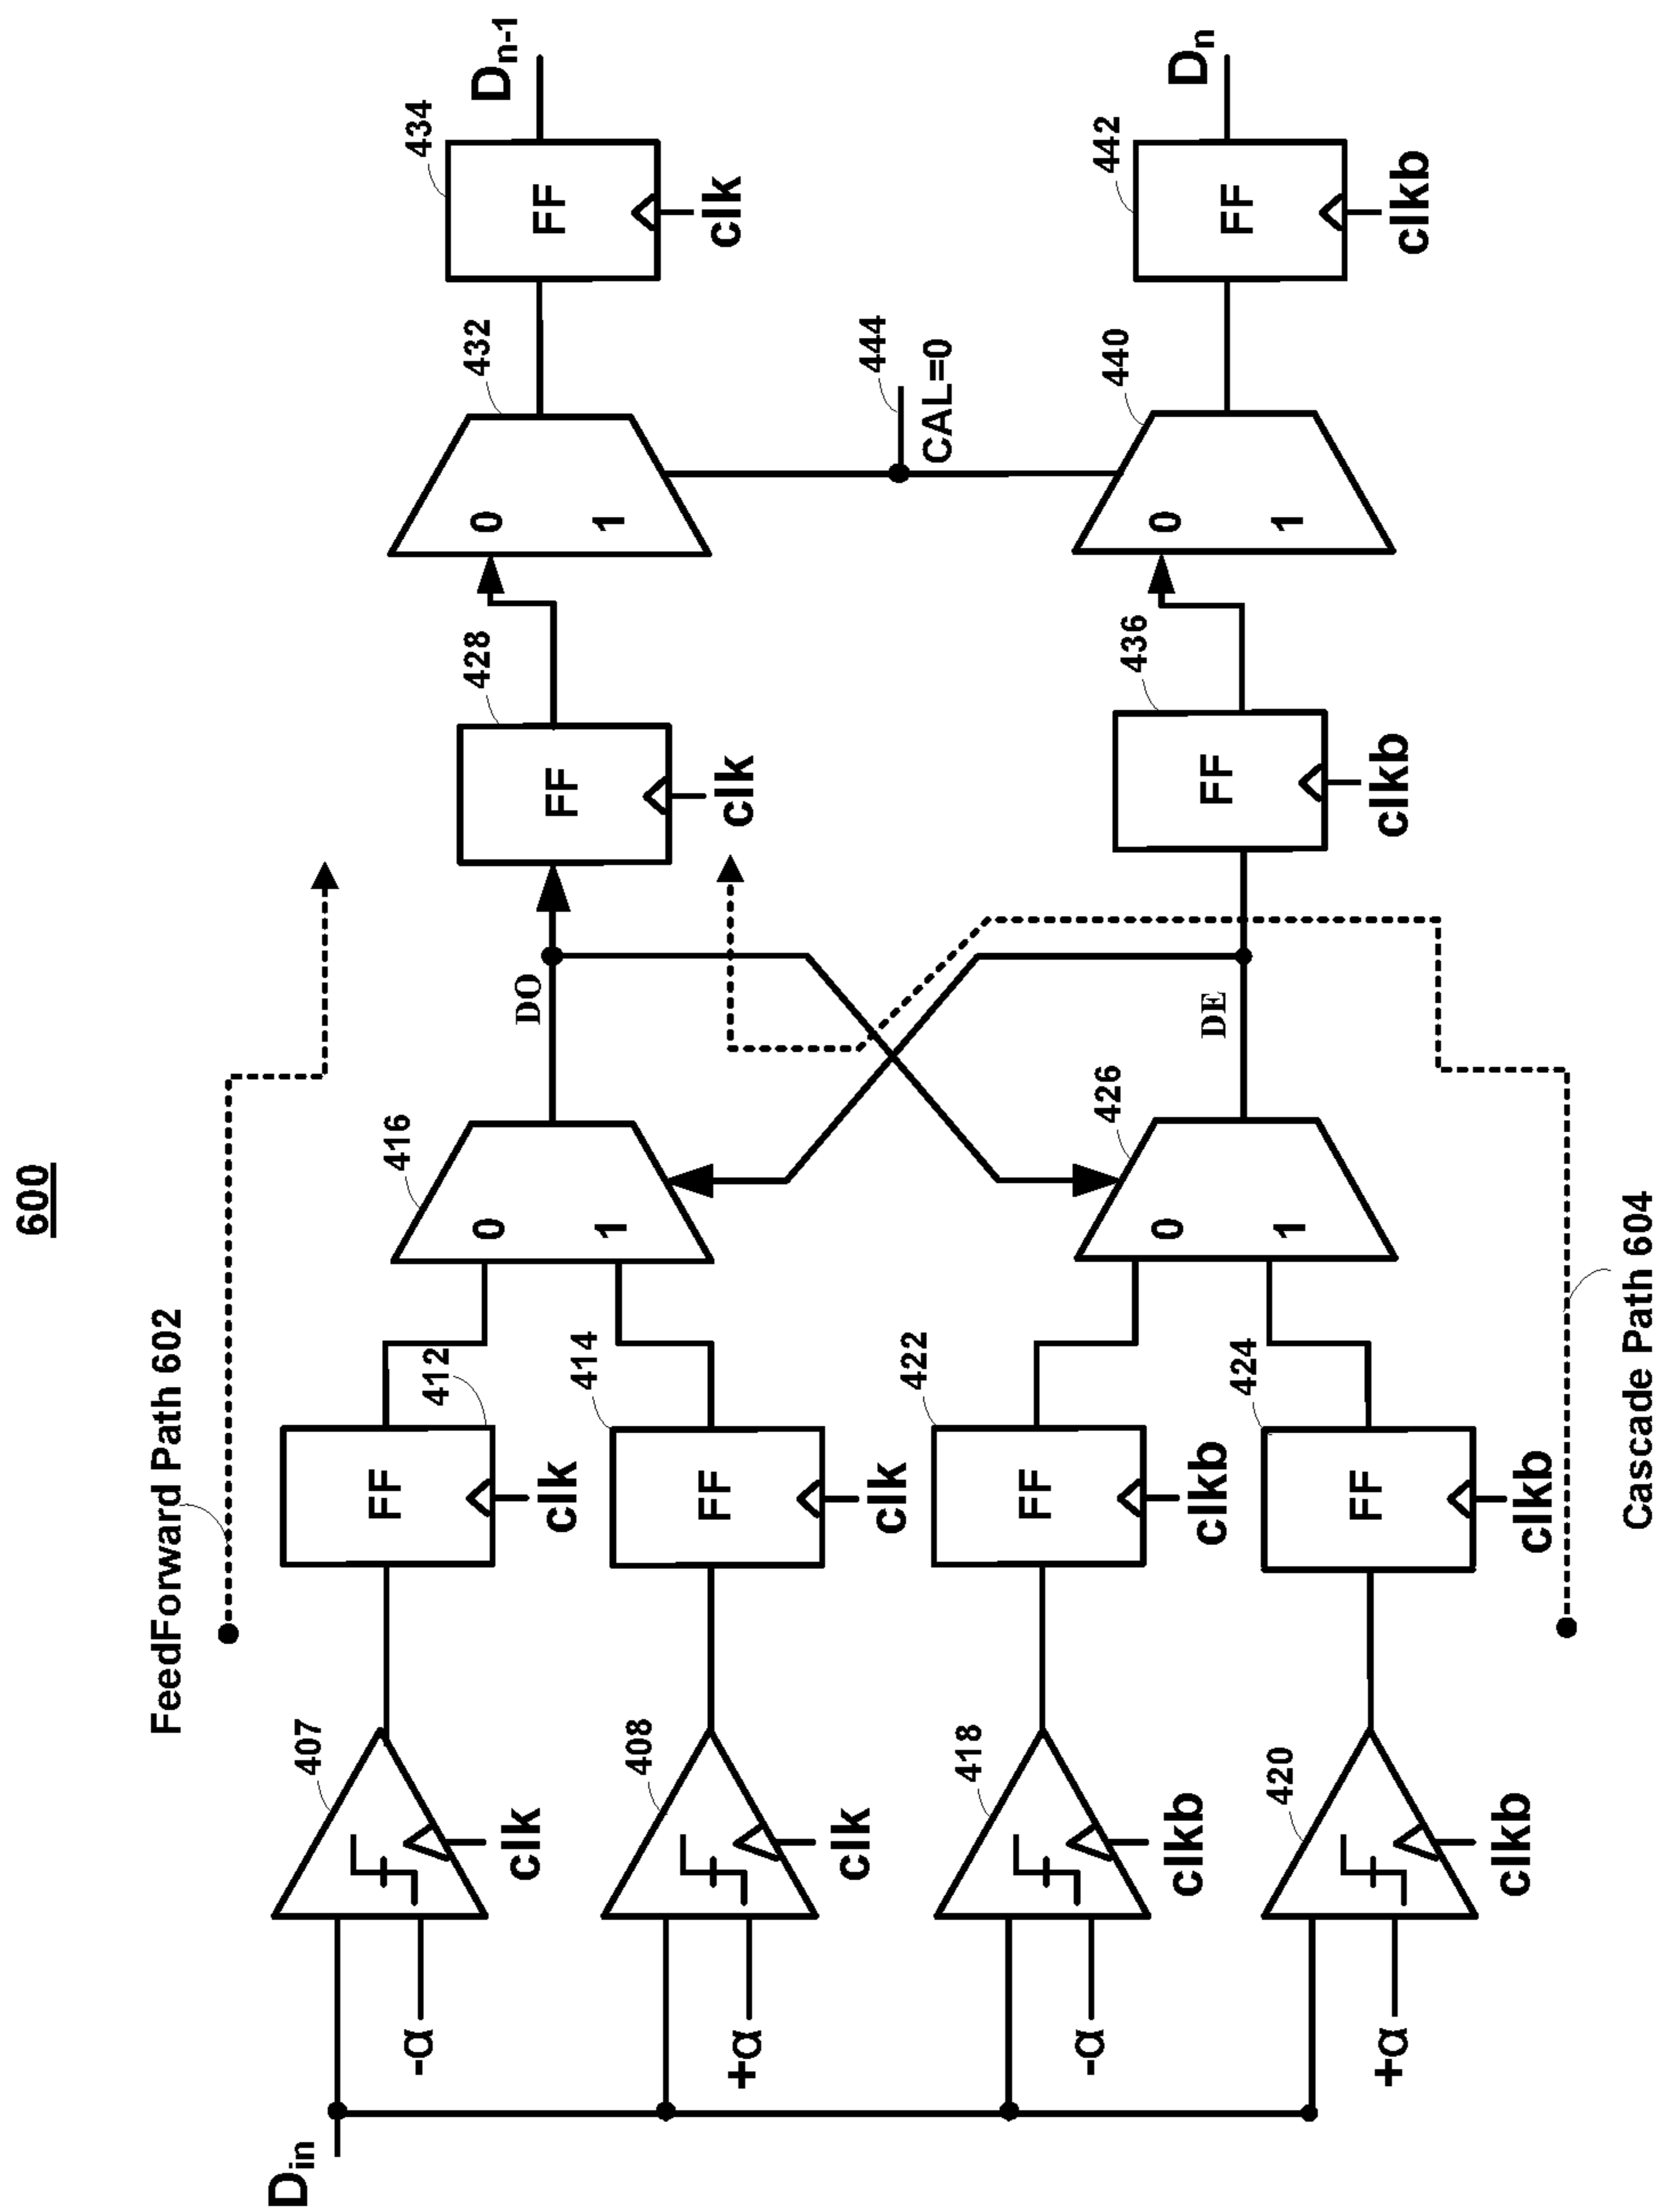 600
FeedForward Path 602
407
412
416
428
432
434
Din
-α
clk
FF
clk
0
1
DO
FF
clk
0
1
FF
clk
Dn-1
408
414
+α
clk
FF
clk
444
CAL=0
418
422
426
436
440
442
-α
clkb
FF
clkb
0
1
DE
FF
clkb
0
1
FF
clkb
Dn
420
424
+α
clkb
FF
clkb
Cascade Path 604